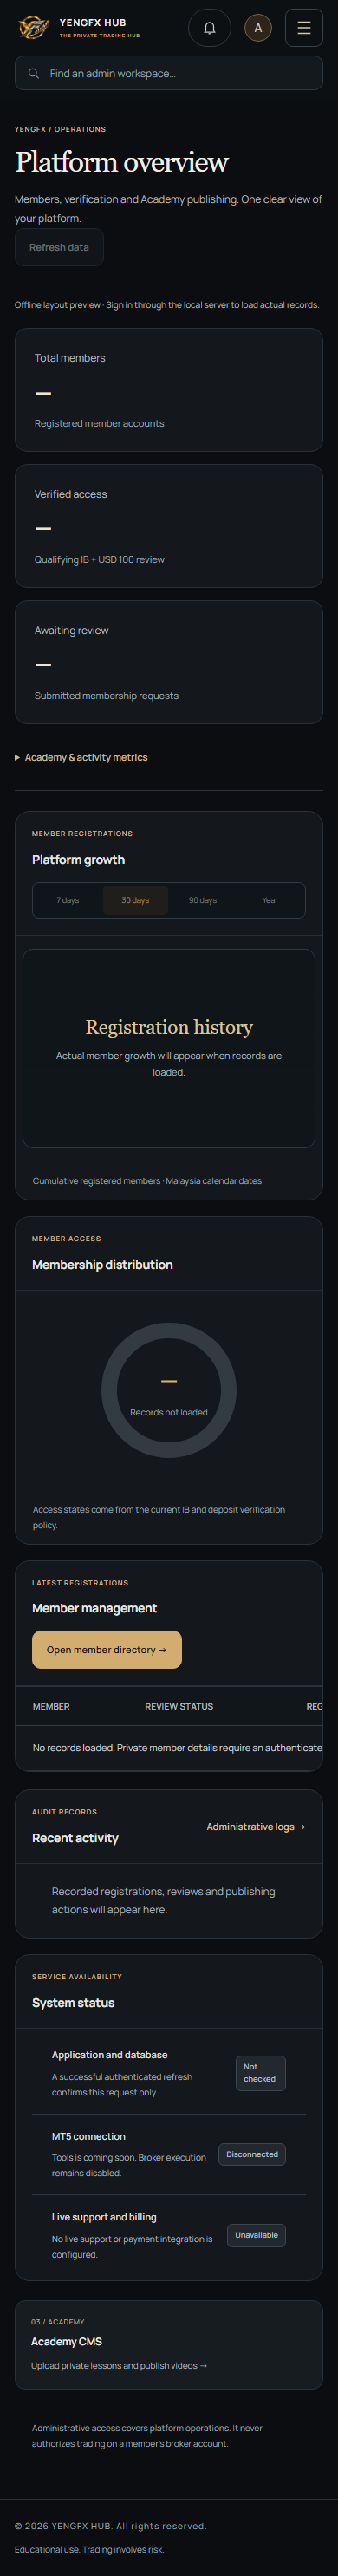 YENGFX HUB
THE PRIVATE TRADING HUB
A
Find an admin workspace...
YENGFX / OPERATIONS
Platform overview
Members, verification and Academy publishing. One clear view of
your platform.
Refresh data
Offline layout preview · Sign in through the local server to load actual records.
Total members
—
Registered member accounts
Verified access
—
Qualifying IB + USD 100 review
Awaiting review
—
Submitted membership requests
Academy & activity metrics
MEMBER REGISTRATIONS
Platform growth
7 days 30 days 90 days Year
Registration history
Actual member growth will appear when records are
loaded.
Cumulative registered members · Malaysia calendar dates
MEMBER ACCESS
Membership distribution
—
Records not loaded
Access states come from the current IB and deposit verification
policy.
LATEST REGISTRATIONS
Member management
Open member directory →
MEMBER REVIEW STATUS REG
No records loaded. Private member details require an authenticate
AUDIT RECORDS
Recent activity
Administrative logs →
Recorded registrations, reviews and publishing
actions will appear here.
SERVICE AVAILABILITY
System status
Application and database
A successful authenticated refresh
confirms this request only.
Not
checked
MT5 connection
Tools is coming soon. Broker execution
remains disabled.
Disconnected
Live support and billing
No live support or payment integration is
configured.
Unavailable
03 / ACADEMY
Academy CMS
Upload private lessons and publish videos →
Administrative access covers platform operations. It never
authorizes trading on a member's broker account.
© 2026 YENGFX HUB. All rights reserved.
Educational use. Trading involves risk.